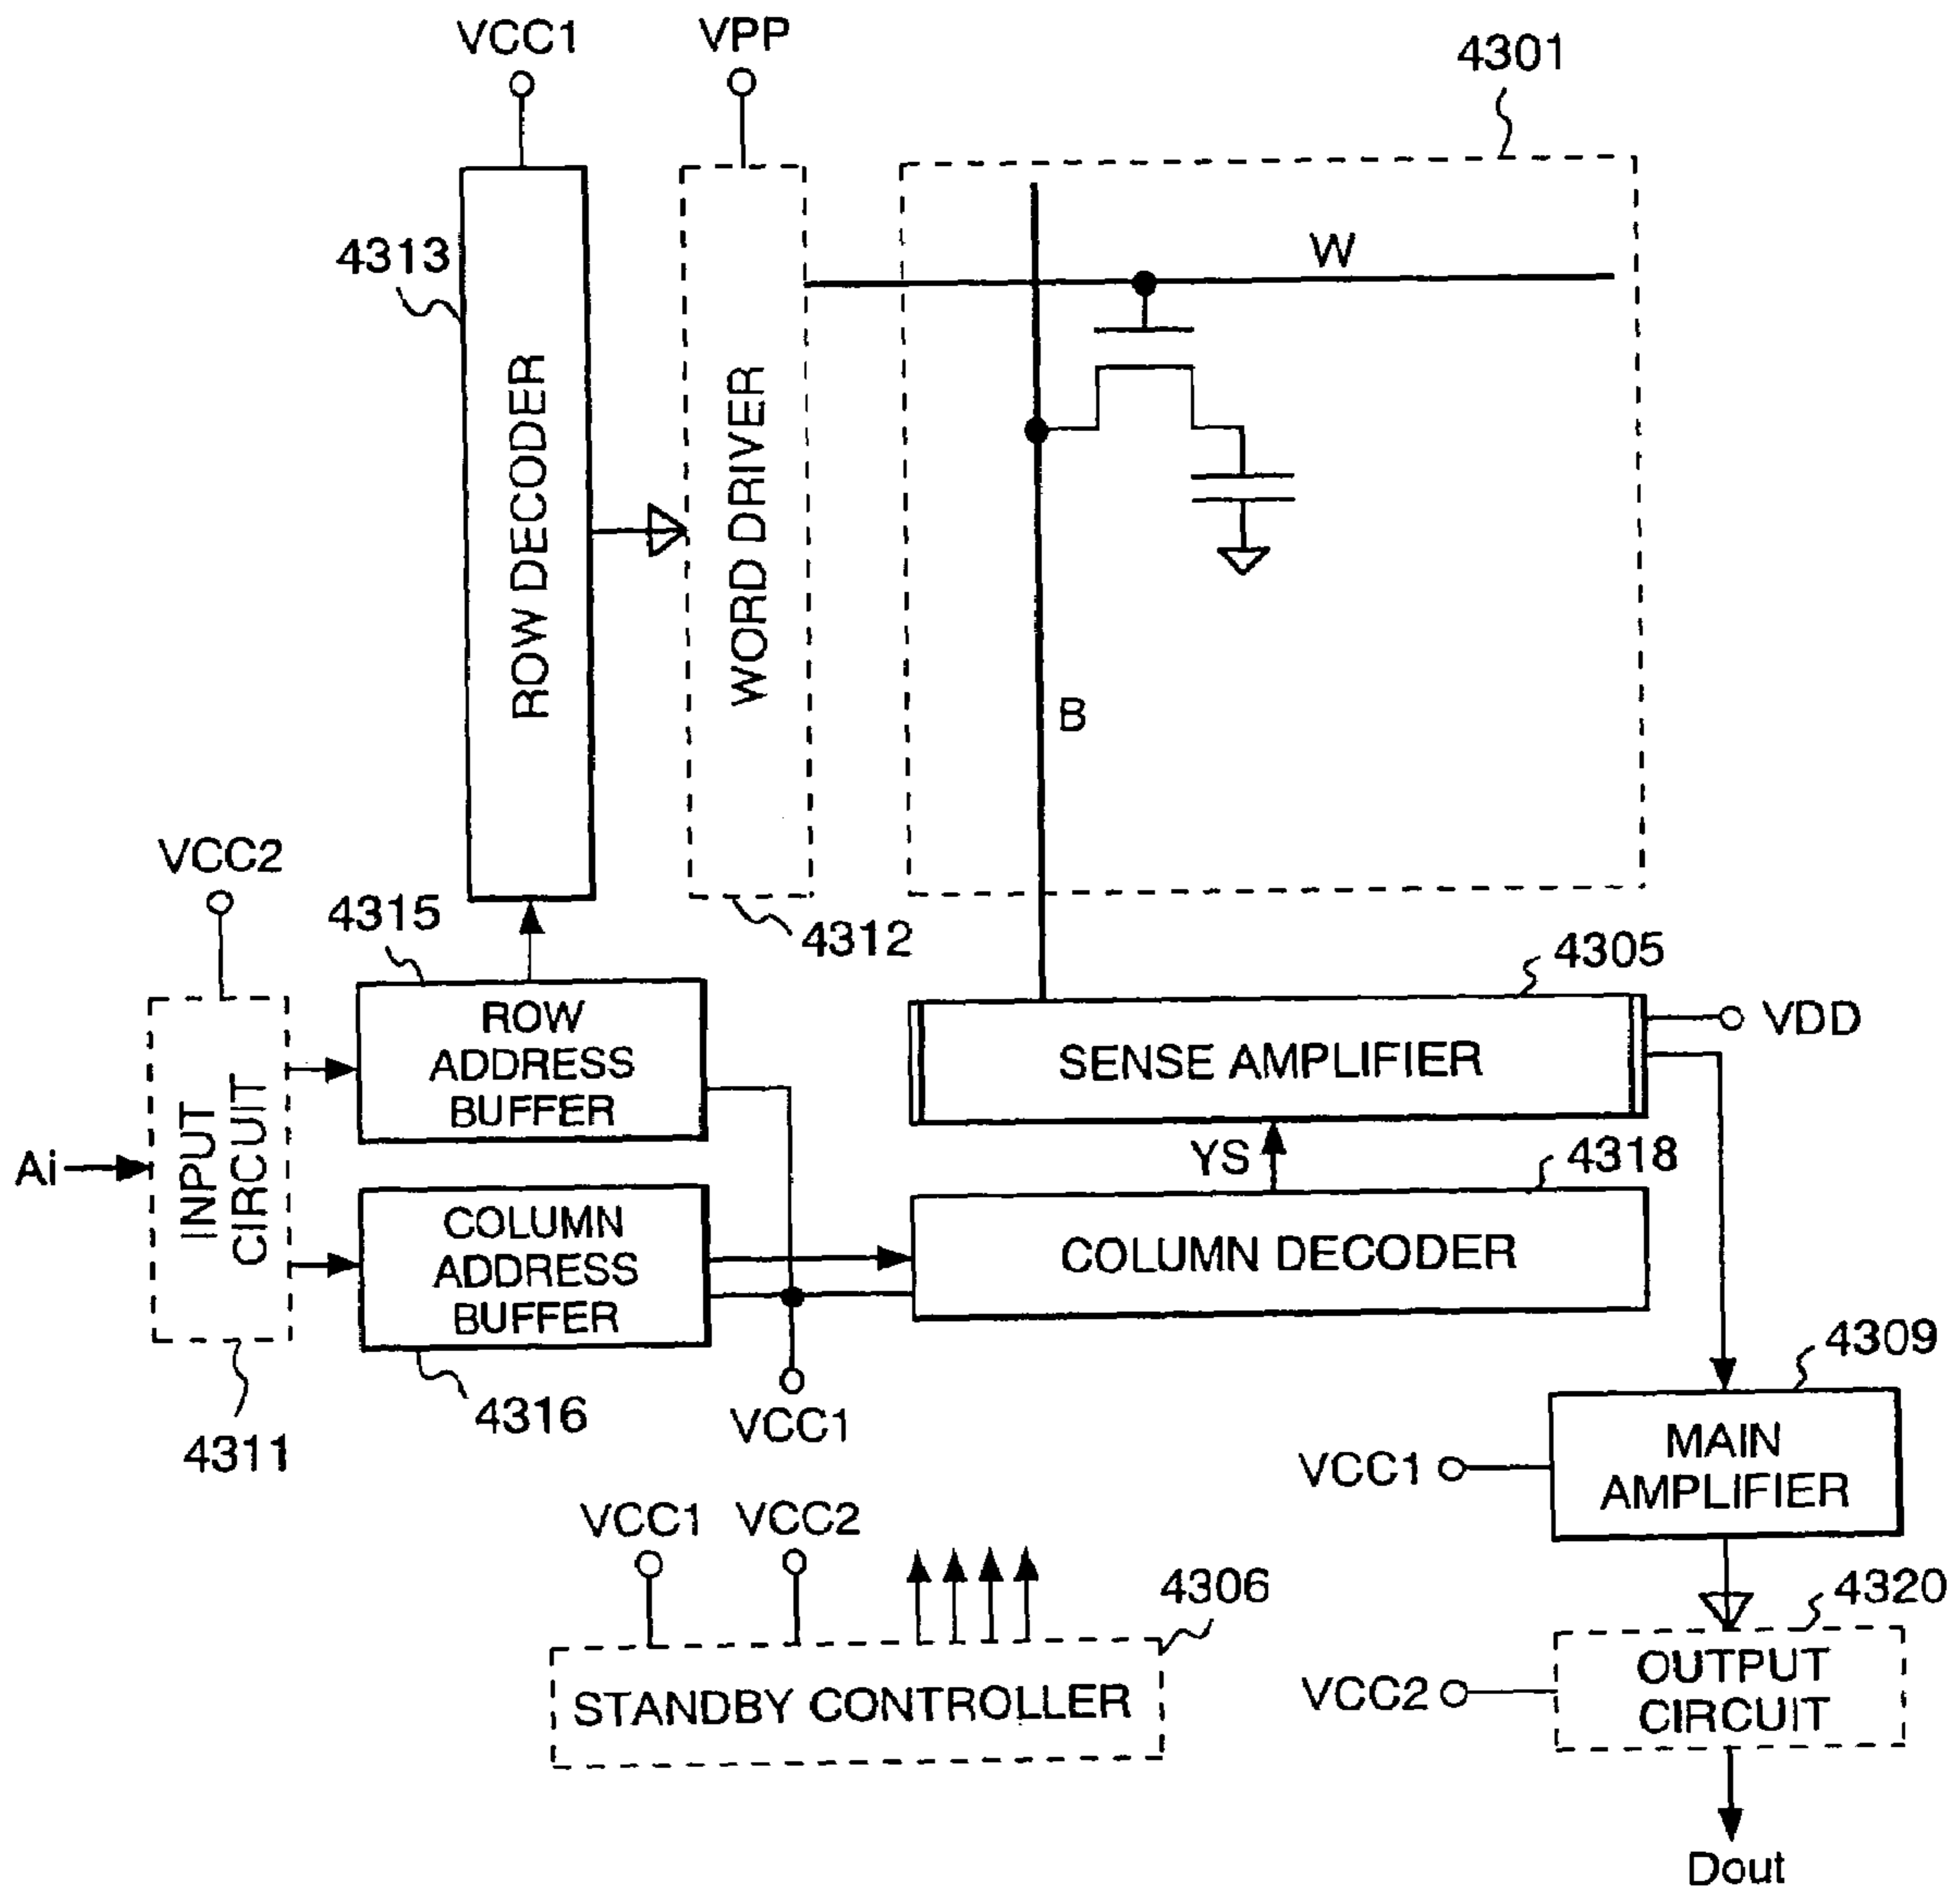 VCC1
VPP
4301
4313
ROW DECODER
WORD DRIVER
W
B
VCC2
4315
4312
4305
ROW
ADDRESS
BUFFER
SENSE AMPLIFIER
VDD
Ai
INPUT
CIRCUIT
YS
4318
COLUMN
ADDRESS
BUFFER
COLUMN DECODER
4311
4316
VCC1
4309
VCC1
MAIN
AMPLIFIER
VCC1
VCC2
4306
4320
STANDBY CONTROLLER
VCC2
OUTPUT
CIRCUIT
Dout